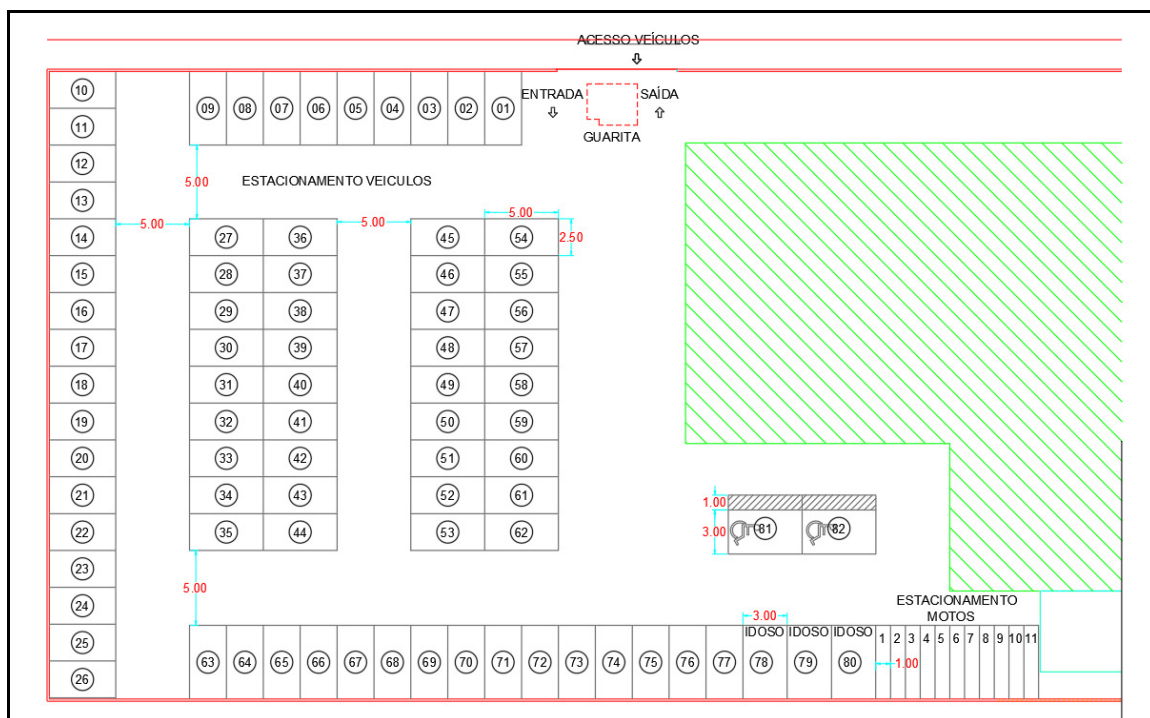 ACESSO VEÍCULOS
ENTRADA
SAÍDA
GUARITA
10
11
12
13
14
15
16
17
18
19
20
21
22
23
24
25
26
09 08 07 06 05 04 03 02 01
5.00
ESTACIONAMENTO VEICULOS
5.00 5.00 5.00
2.50
27 36 45 54
28 37 46 55
29 38 47 56
30 39 48 57
31 40 49 58
32 41 50 59
33 42 51 60
34 43 52 61
35 44 53 62
1.00
3.00
81 82
5.00
ESTACIONAMENTO
MOTOS
3.00
IDOSO IDOSO IDOSO
63 64 65 66 67 68 69 70 71 72 73 74 75 76 77 78 79 80
1 2 3 4 5 6 7 8 9 10 11
1.00